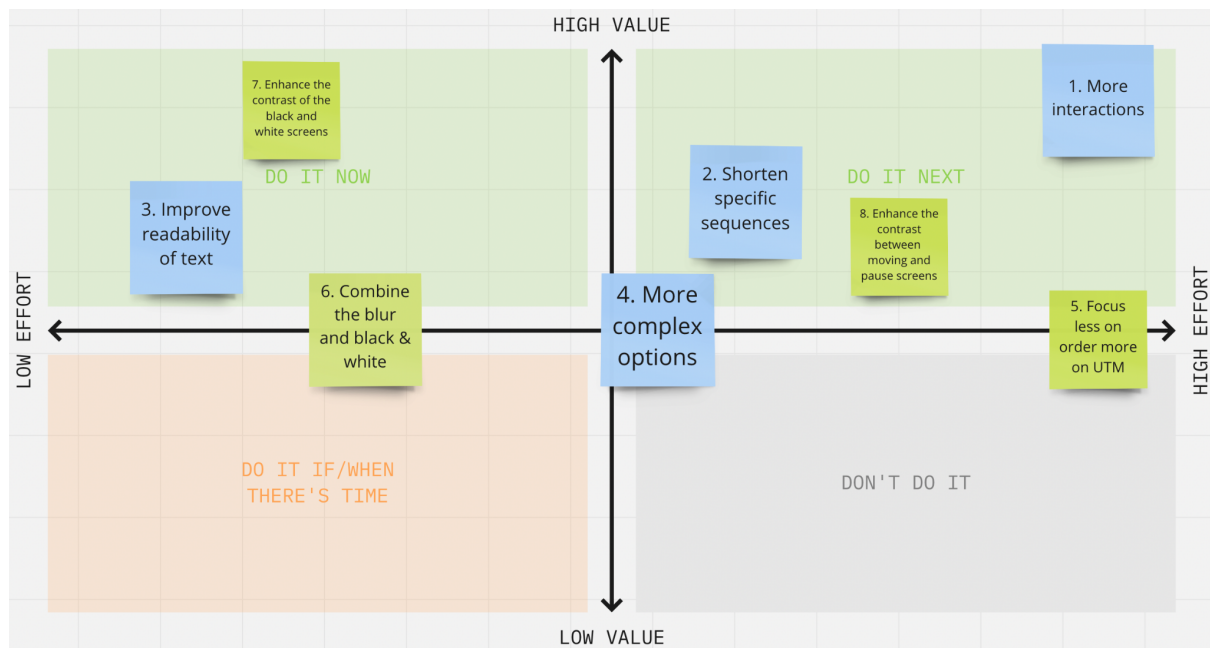 HIGH VALUE
7. Enhance the
contrast of the
black and
white screens
DO IT NOW
3. Improve
readability
of text
6. Combine
the blur
and black &
white
1. More
interactions
2. Shorten
specific
sequences
DO IT NEXT
8. Enhance the
contrast
between
moving and
pause screens
4. More
complex
options
5. Focus
less on
order more
on UTM
LOW EFFORT
HIGH EFFORT
DO IT IF/WHEN
THERE'S TIME
DON'T DO IT
LOW VALUE